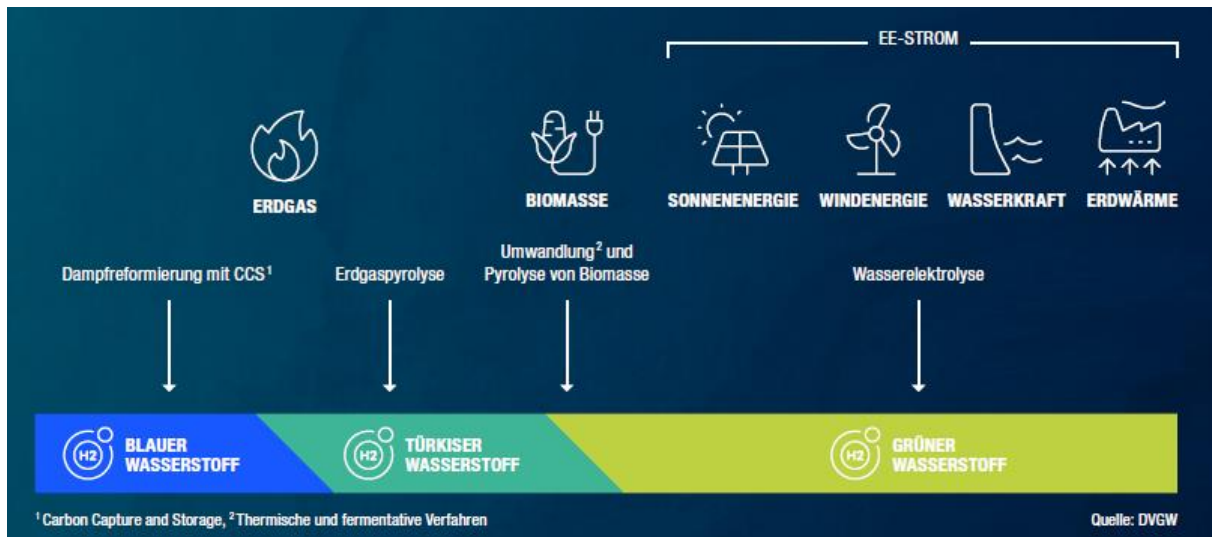 EE-STROM
ERDGAS
BIOMASSE
SONNENENERGIE
WINDENERGIE
WASSERKRAFT
ERDWÄRME
Dampfreformierung mit CCS¹
Erdgaspyrolyse
Umwandlung² und
Pyrolyse von Biomasse
Wasserelektrolyse
H2
BLAUER
WASSERSTOFF
H2
TÜRKISER
WASSERSTOFF
H2
GRÜNER
WASSERSTOFF
¹ Carbon Capture and Storage, ² Thermische und fermentative Verfahren
Quelle: DVGW